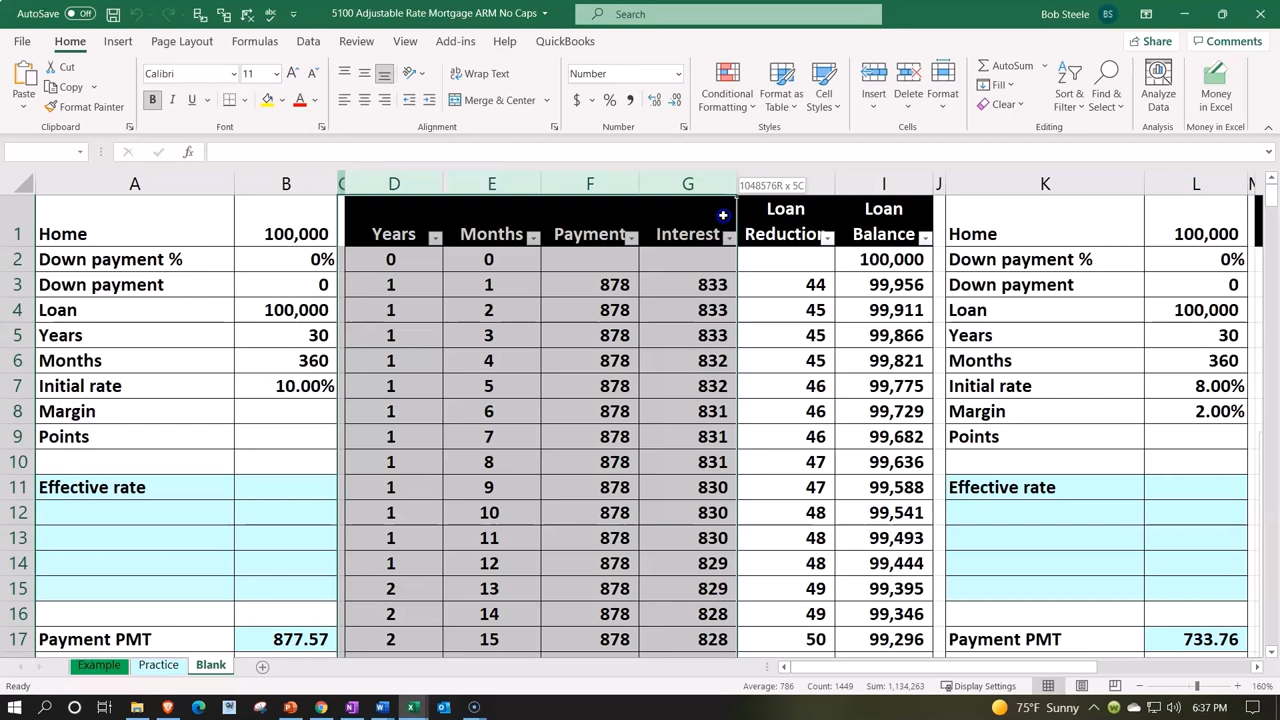 AutoSave Off 5100 Adjustable Rate Mortgage ARM No Caps Search Bob Steele BS
File Home Insert Page Layout Formulas Data Review View Add-ins Help QuickBooks Share Comments
Paste Cut Copy Format Painter Clipboard
Calibri 11 B I U Font
Wrap Text Merge & Center Alignment
Number $ % Number
Conditional Formatting Format as Table Cell Styles Styles
Insert Delete Format Cells
AutoSum Fill Clear Sort & Filter Find & Select Editing
Analyze Data Analysis
Money in Excel Money in Excel
fx
A B C D E F G 1048576R x 5C I J K L M
1 Home 100,000 Years Months Payment Interest Loan Reduction Loan Balance Home 100,000
2 Down payment % 0% 0 0 100,000 Down payment % 0%
3 Down payment 0 1 1 878 833 44 99,956 Down payment 0
4 Loan 100,000 1 2 878 833 45 99,911 Loan 100,000
5 Years 30 1 3 878 833 45 99,866 Years 30
6 Months 360 1 4 878 832 45 99,821 Months 360
7 Initial rate 10.00% 1 5 878 832 46 99,775 Initial rate 8.00%
8 Margin 1 6 878 831 46 99,729 Margin 2.00%
9 Points 1 7 878 831 46 99,682 Points
10 1 8 878 831 47 99,636
11 Effective rate 1 9 878 830 47 99,588 Effective rate
12 1 10 878 830 48 99,541
13 1 11 878 830 48 99,493
14 1 12 878 829 48 99,444
15 2 13 878 829 49 99,395
16 2 14 878 828 49 99,346
17 Payment PMT 877.57 2 15 878 828 50 99,296 Payment PMT 733.76
Example Practice Blank
Ready Average: 786 Count: 1449 Sum: 1,134,263 Display Settings 160%
75°F Sunny 6:37 PM